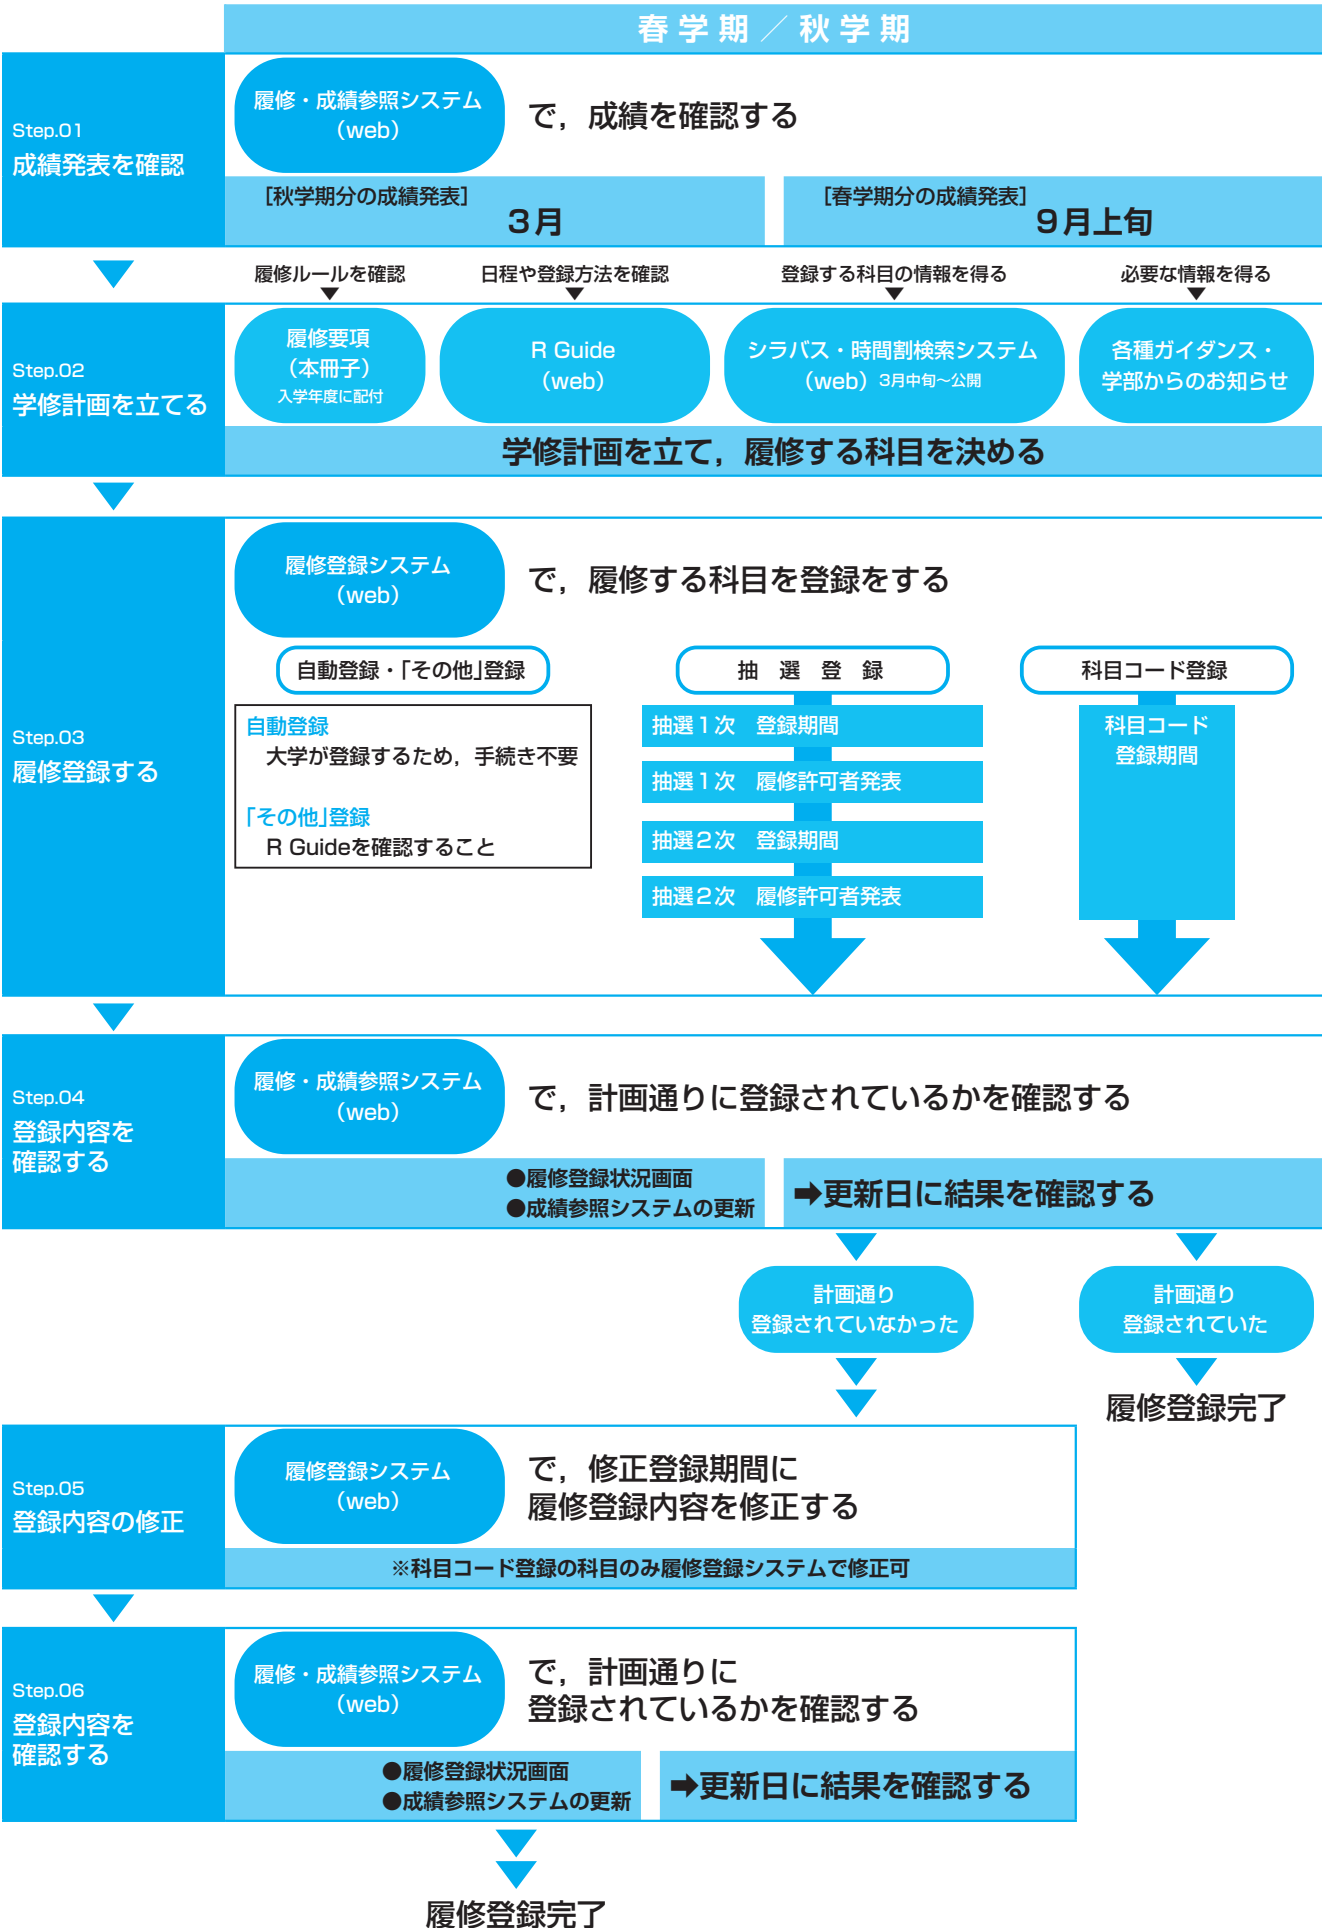 春学期／秋学期
Step.01
成績発表を確認
履修・成績参照システム
（web）
で，成績を確認する
［秋学期分の成績発表］
3月
［春学期分の成績発表］
9月上旬
履修ルールを確認
日程や登録方法を確認
登録する科目の情報を得る
必要な情報を得る
Step.02
学修計画を立てる
履修要項
（本冊子）
入学年度に配付
R Guide
（web）
シラバス・時間割検索システム
（web）3月中旬～公開
各種ガイダンス・
学部からのお知らせ
学修計画を立て，履修する科目を決める
Step.03
履修登録する
履修登録システム
（web）
で，履修する科目を登録をする
自動登録・「その他」登録
自動登録
大学が登録するため，手続き不要
「その他」登録
R Guideを確認すること
抽　選　登　録
抽選1次　登録期間
抽選1次　履修許可者発表
抽選2次　登録期間
抽選2次　履修許可者発表
科目コード登録
科目コード
登録期間
Step.04
登録内容を
確認する
履修・成績参照システム
（web）
で，計画通りに登録されているかを確認する
●履修登録状況画面
●成績参照システムの更新
➡更新日に結果を確認する
計画通り
登録されていなかった
計画通り
登録されていた
履修登録完了
Step.05
登録内容の修正
履修登録システム
（web）
で，修正登録期間に
履修登録内容を修正する
※科目コード登録の科目のみ履修登録システムで修正可
Step.06
登録内容を
確認する
履修・成績参照システム
（web）
で，計画通りに
登録されているかを確認する
●履修登録状況画面
●成績参照システムの更新
➡更新日に結果を確認する
履修登録完了